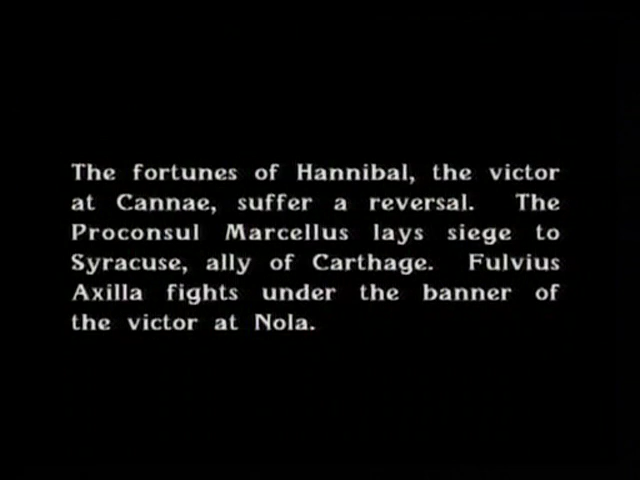 The fortunes of Hannibal, the victor
at Cannae, suffer a reversal. The
Proconsul Marcellus lays siege to
Syracuse, ally of Carthage. Fulvius
Axilla fights under the banner of
the victor at Nola.